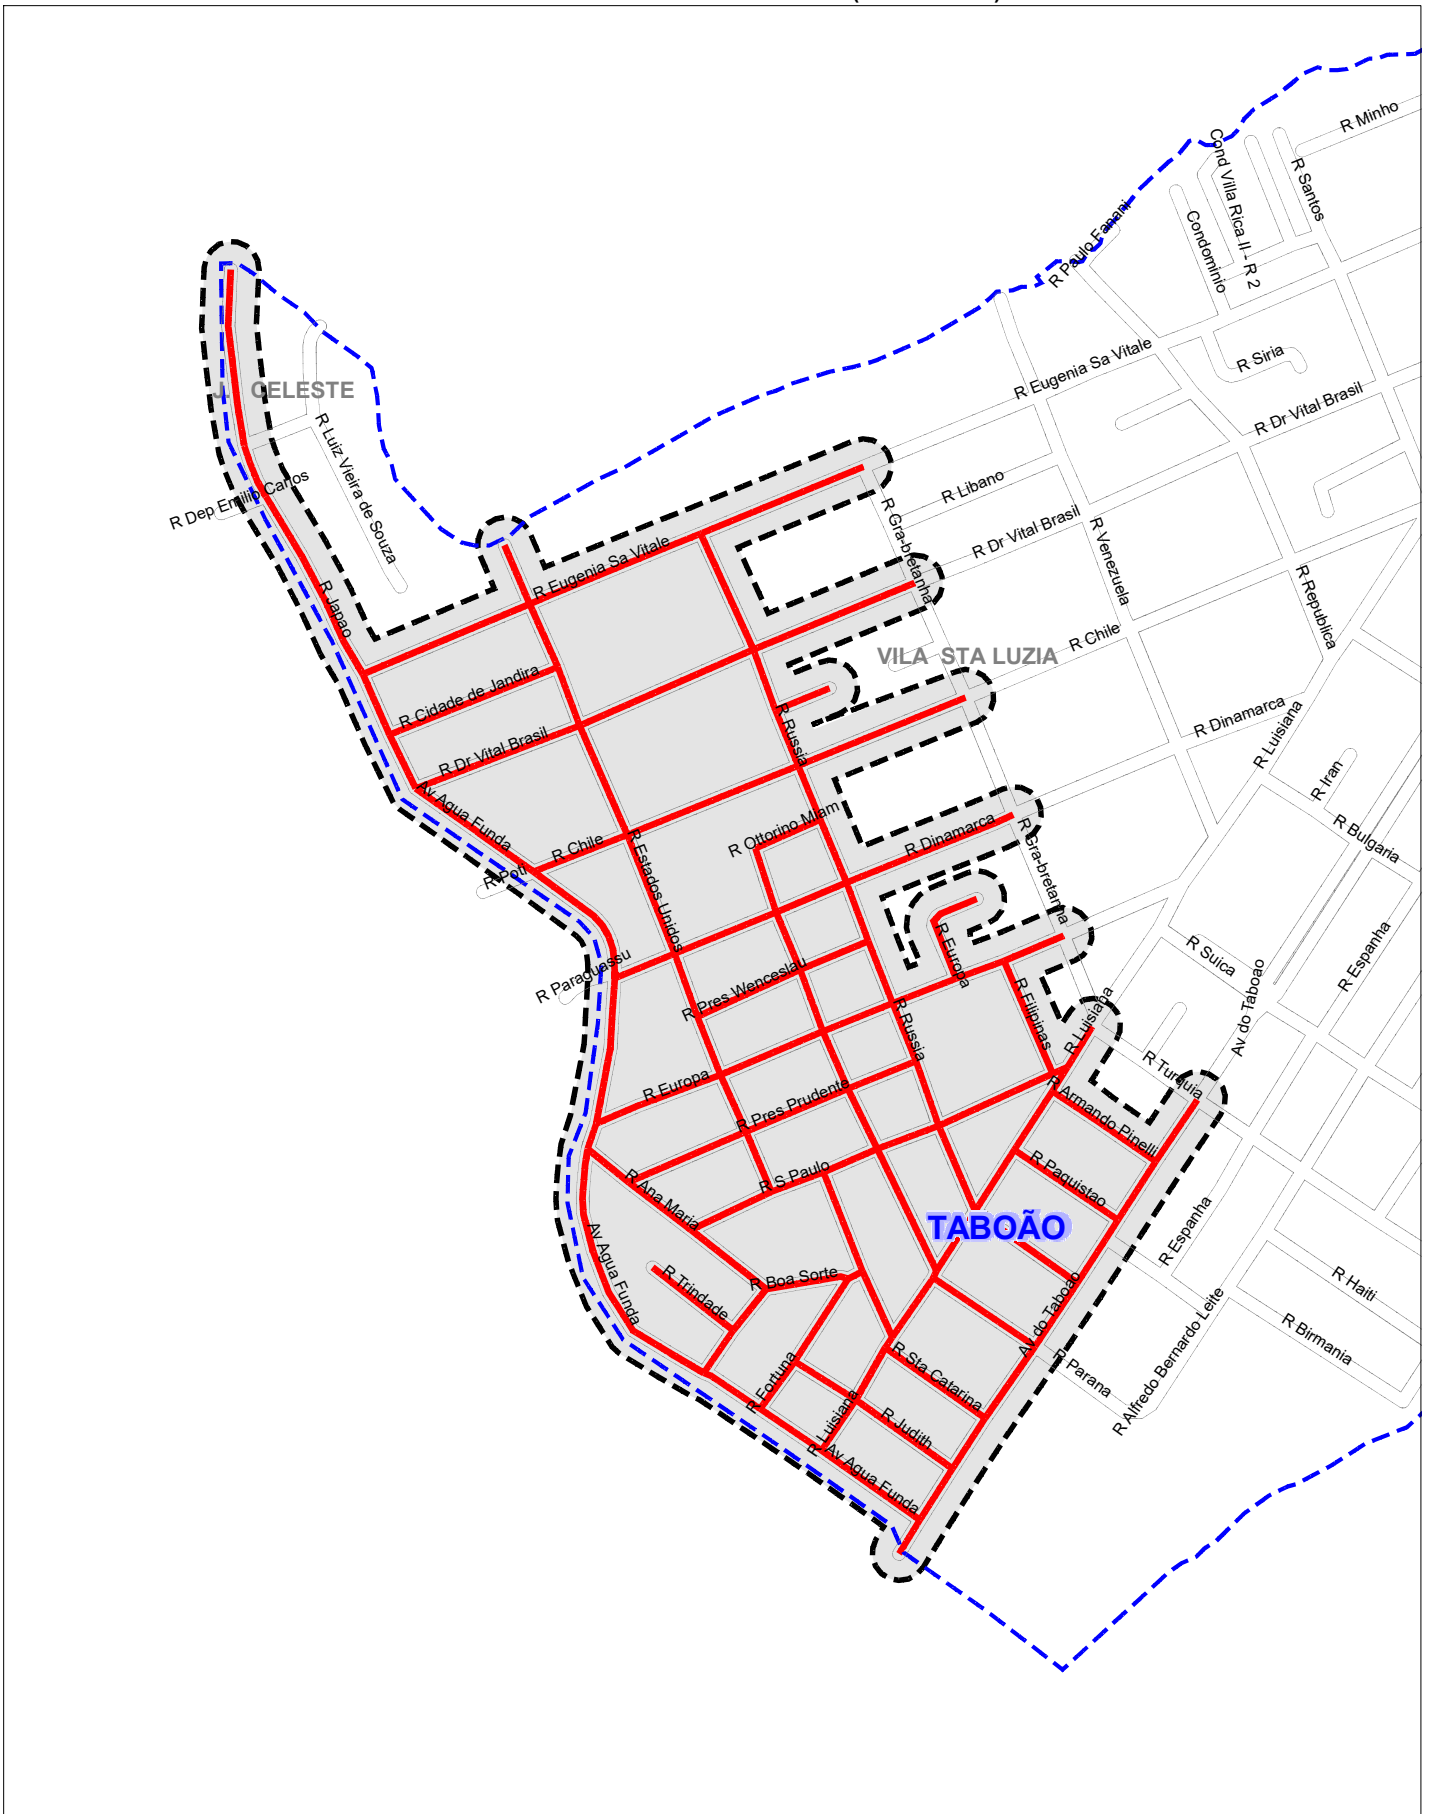 R Minho
Cond Villa Rica II - R 2
R Santos
R Paulo Fanani
Condominio
R Eugenia Sa Vitale
R Siria
J. CELESTE
R Dr Vital Brasil
R Luiz Vieira de Souza
R Dep Emilio Carlos
R Libano
R Gra-bretanha
R Dr Vital Brasil
R Venezuela
R Eugenia Sa Vitale
R Japao
R Republica
R Chile
VILA STA LUZIA
R Cidade de Jandira
R Dinamarca
R Luisiana
R Russia
R Dr Vital Brasil
R Iran
Av Agua Funda
R Bulgaria
R Ottorino Miam
R Dinamarca
R Chile
R Estados Unidos
R Gra-bretanha
R Poti
R Europa
R Espanha
R Suica
R Paraguassu
R Pres Wenceslau
Av do Taboao
R Filipinas
R Russia
R Luisiana
R Turquia
R Europa
R Pres Prudente
R Armando Pinelli
R S Paulo
R Paquistao
R Ana Maria
TABOÃO
R Espanha
Av Agua Funda
R Trindade
R Boa Sorte
Av do Taboao
R Haiti
R Alfredo Bernardo Leite
R Birmania
R Parana
R Sta Catarina
R Fortuna
R Luisiana
R Judith
Av Agua Funda